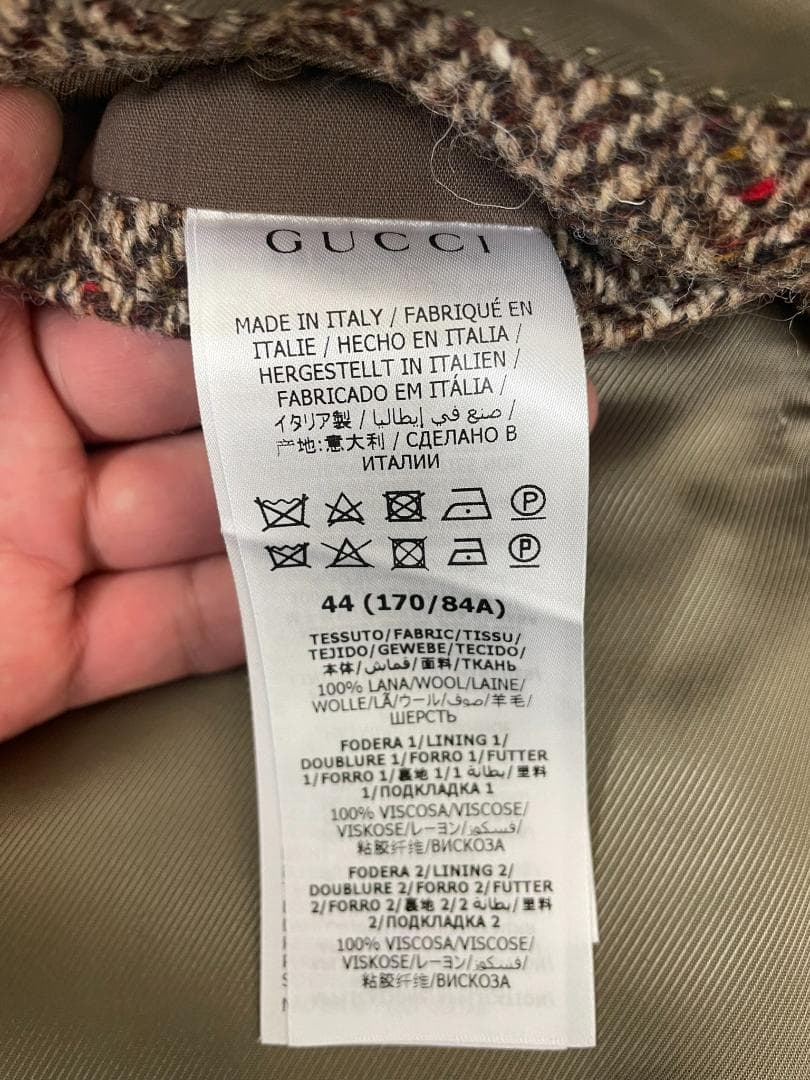 GUCCI
MADE IN ITALY / FABRIQUÉ EN
ITALIE / HECHO EN ITALIA /
HERGESTELLT IN ITALIEN /
FABRICADO EM ITÁLIA /
イタリア製 / صنع في إيطاليا /
产地:意大利 / СДЕЛАНО В
ИТАЛИИ
P
P
44 (170/84A)
TESSUTO/FABRIC/TISSU/
TEJIDO/GEWEBE/TECIDO/
本体/قماش/面料/ТКАНЬ
100% LANA/WOOL/LAINE/
WOLLE/LÃ/ウール/صوف/羊毛/
ШЕРСТЬ
FODERA 1/LINING 1/
DOUBLURE 1/FORRO 1/FUTTER
1/FORRO 1/裏地 1/1 بطانة/里料
1/ПОДКЛАДКА 1
100% VISCOSA/VISCOSE/
VISKOSE/レーヨン/فسكوز/
粘胶纤维/ВИСКОЗА
FODERA 2/LINING 2/
DOUBLURE 2/FORRO 2/FUTTER
2/FORRO 2/裏地 2/2 بطانة/里料
2/ПОДКЛАДКА 2
100% VISCOSA/VISCOSE/
VISKOSE/レーヨン/فسكوز/
粘胶纤维/ВИСКОЗА